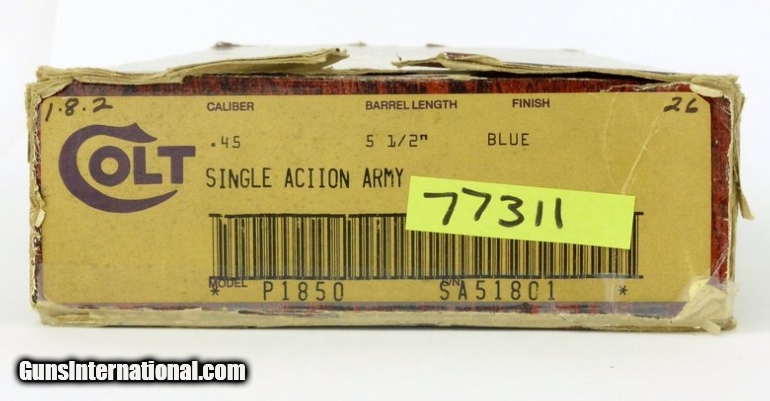 1.8.2
CALIBER BARREL LENGTH FINISH 26
.45 5 1/2" BLUE
COLT
SINGLE ACIION ARMY
77311
MODEL S/N
* P1850 SA51801 *
GunsInternational.com